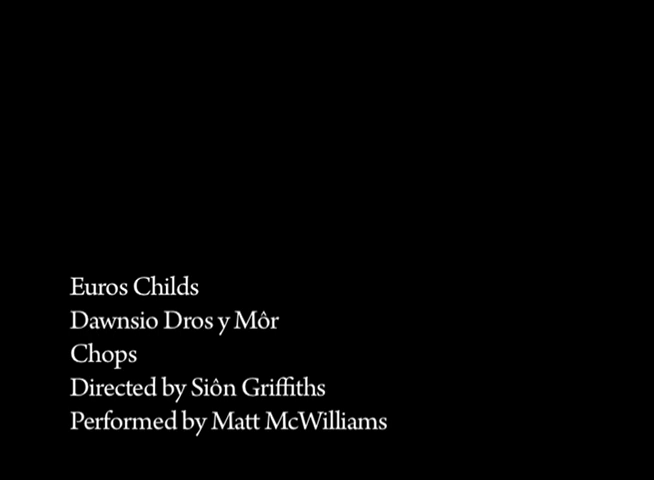 Euros Childs
Dawnsio Dros y Môr
Chops
Directed by Siôn Griffiths
Performed by Matt McWilliams